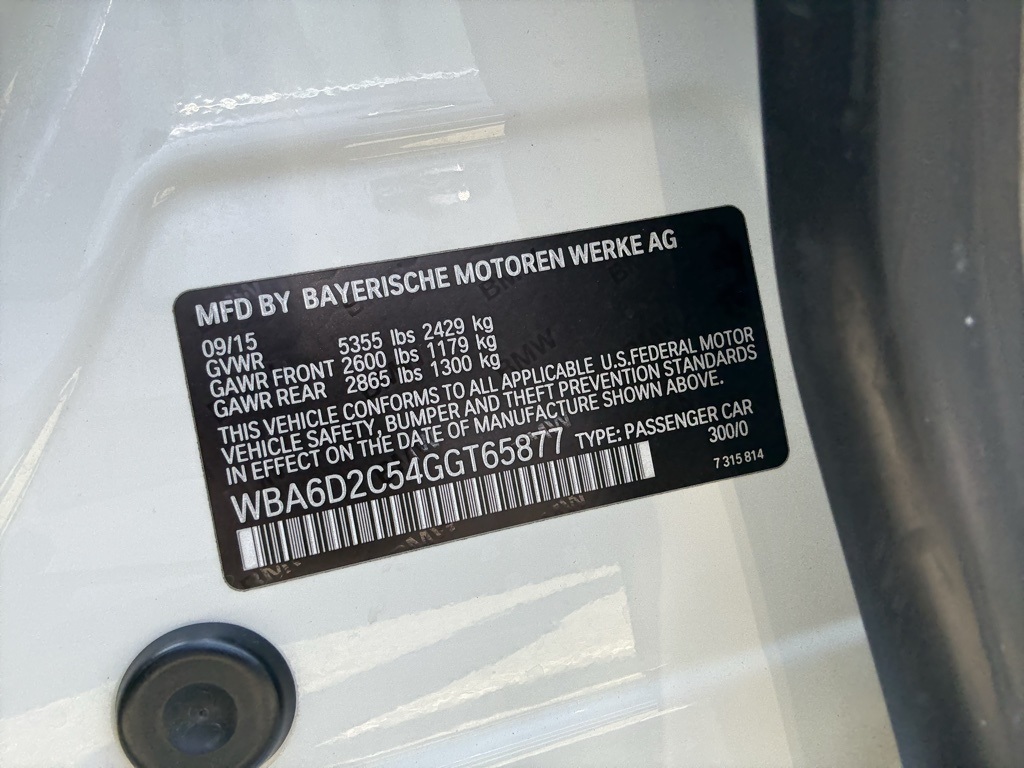 MFD BY BAYERISCHE MOTOREN WERKE AG
09/15
GVWR 5355 lbs 2429 kg
GAWR FRONT 2600 lbs 1179 kg
GAWR REAR 2865 lbs 1300 kg
THIS VEHICLE CONFORMS TO ALL APPLICABLE U.S.FEDERAL MOTOR
VEHICLE SAFETY, BUMPER AND THEFT PREVENTION STANDARDS
IN EFFECT ON THE DATE OF MANUFACTURE SHOWN ABOVE.
WBA6D2C54GGT65877 TYPE: PASSENGER CAR
300/0
7 315 814